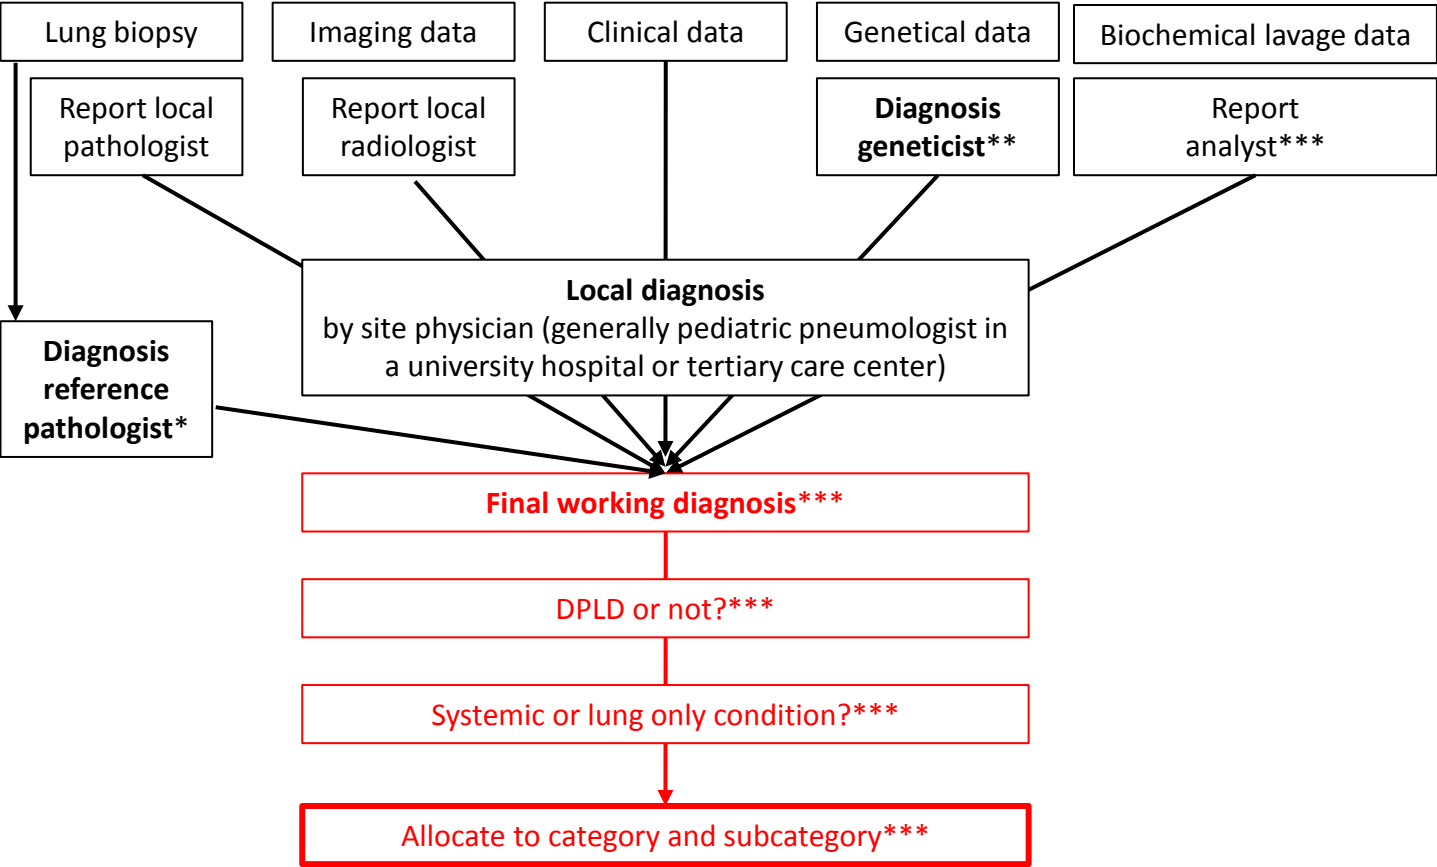 Lung biopsy
Imaging data
Clinical data
Genetical data
Biochemical lavage data
Report local
pathologist
Report local
radiologist
Diagnosis
geneticist**
Report
analyst***
Local diagnosis
by site physician (generally pediatric pneumologist in
a university hospital or tertiary care center)
Diagnosis
reference
pathologist*
Final working diagnosis***
DPLD or not?***
Systemic or lung only condition?***
Allocate to category and subcategory***